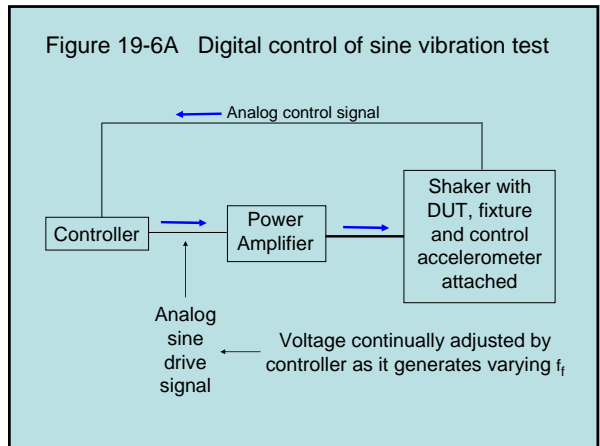 Figure 19-6A Digital control of sine vibration test
Analog control signal
Controller
Power
Amplifier
Shaker with
DUT, fixture
and control
accelerometer
attached
Analog
sine
drive
signal
Voltage continually adjusted by
controller as it generates varying f_f